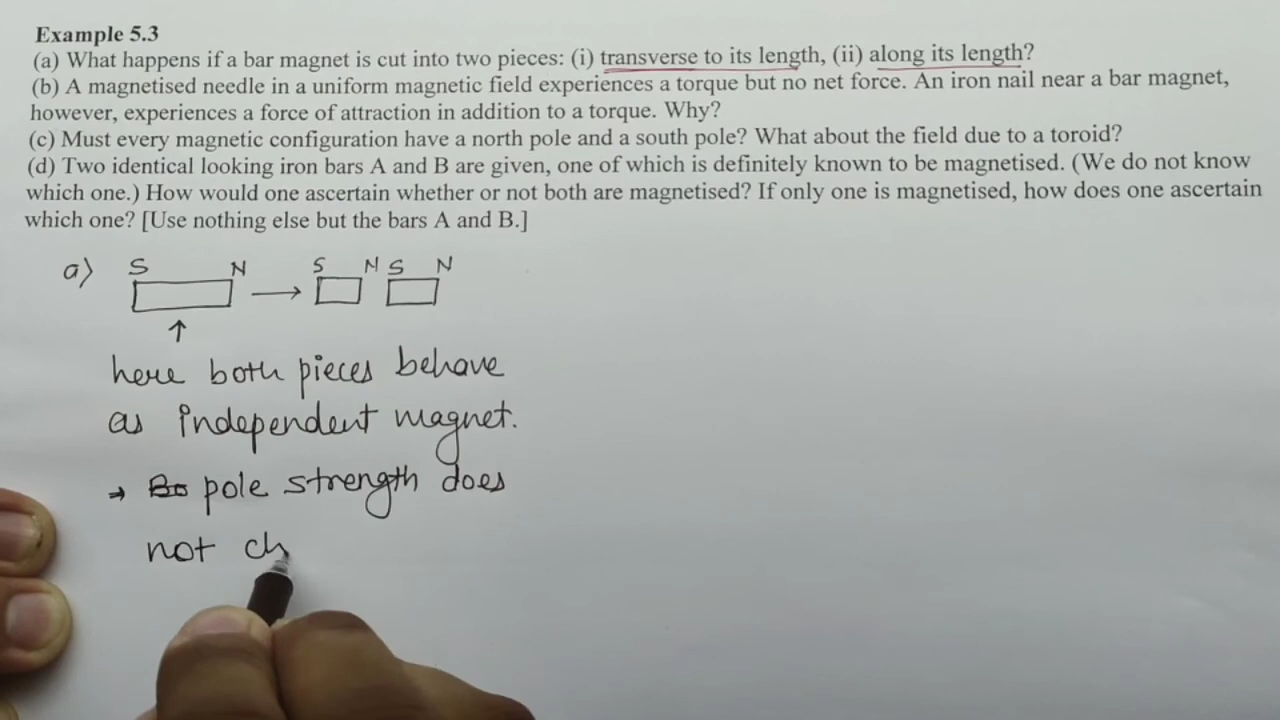 Example 5.3
(a) What happens if a bar magnet is cut into two pieces: (i) transverse to its length, (ii) along its length?
(b) A magnetised needle in a uniform magnetic field experiences a torque but no net force. An iron nail near a bar magnet,
however, experiences a force of attraction in addition to a torque. Why?
(c) Must every magnetic configuration have a north pole and a south pole? What about the field due to a toroid?
(d) Two identical looking iron bars A and B are given, one of which is definitely known to be magnetised. (We do not know
which one.) How would one ascertain whether or not both are magnetised? If only one is magnetised, how does one ascertain
which one? [Use nothing else but the bars A and B.]
a) S N → S N S N
↑
here both pieces behave
as independent magnet.
→ pole strength does
not ch